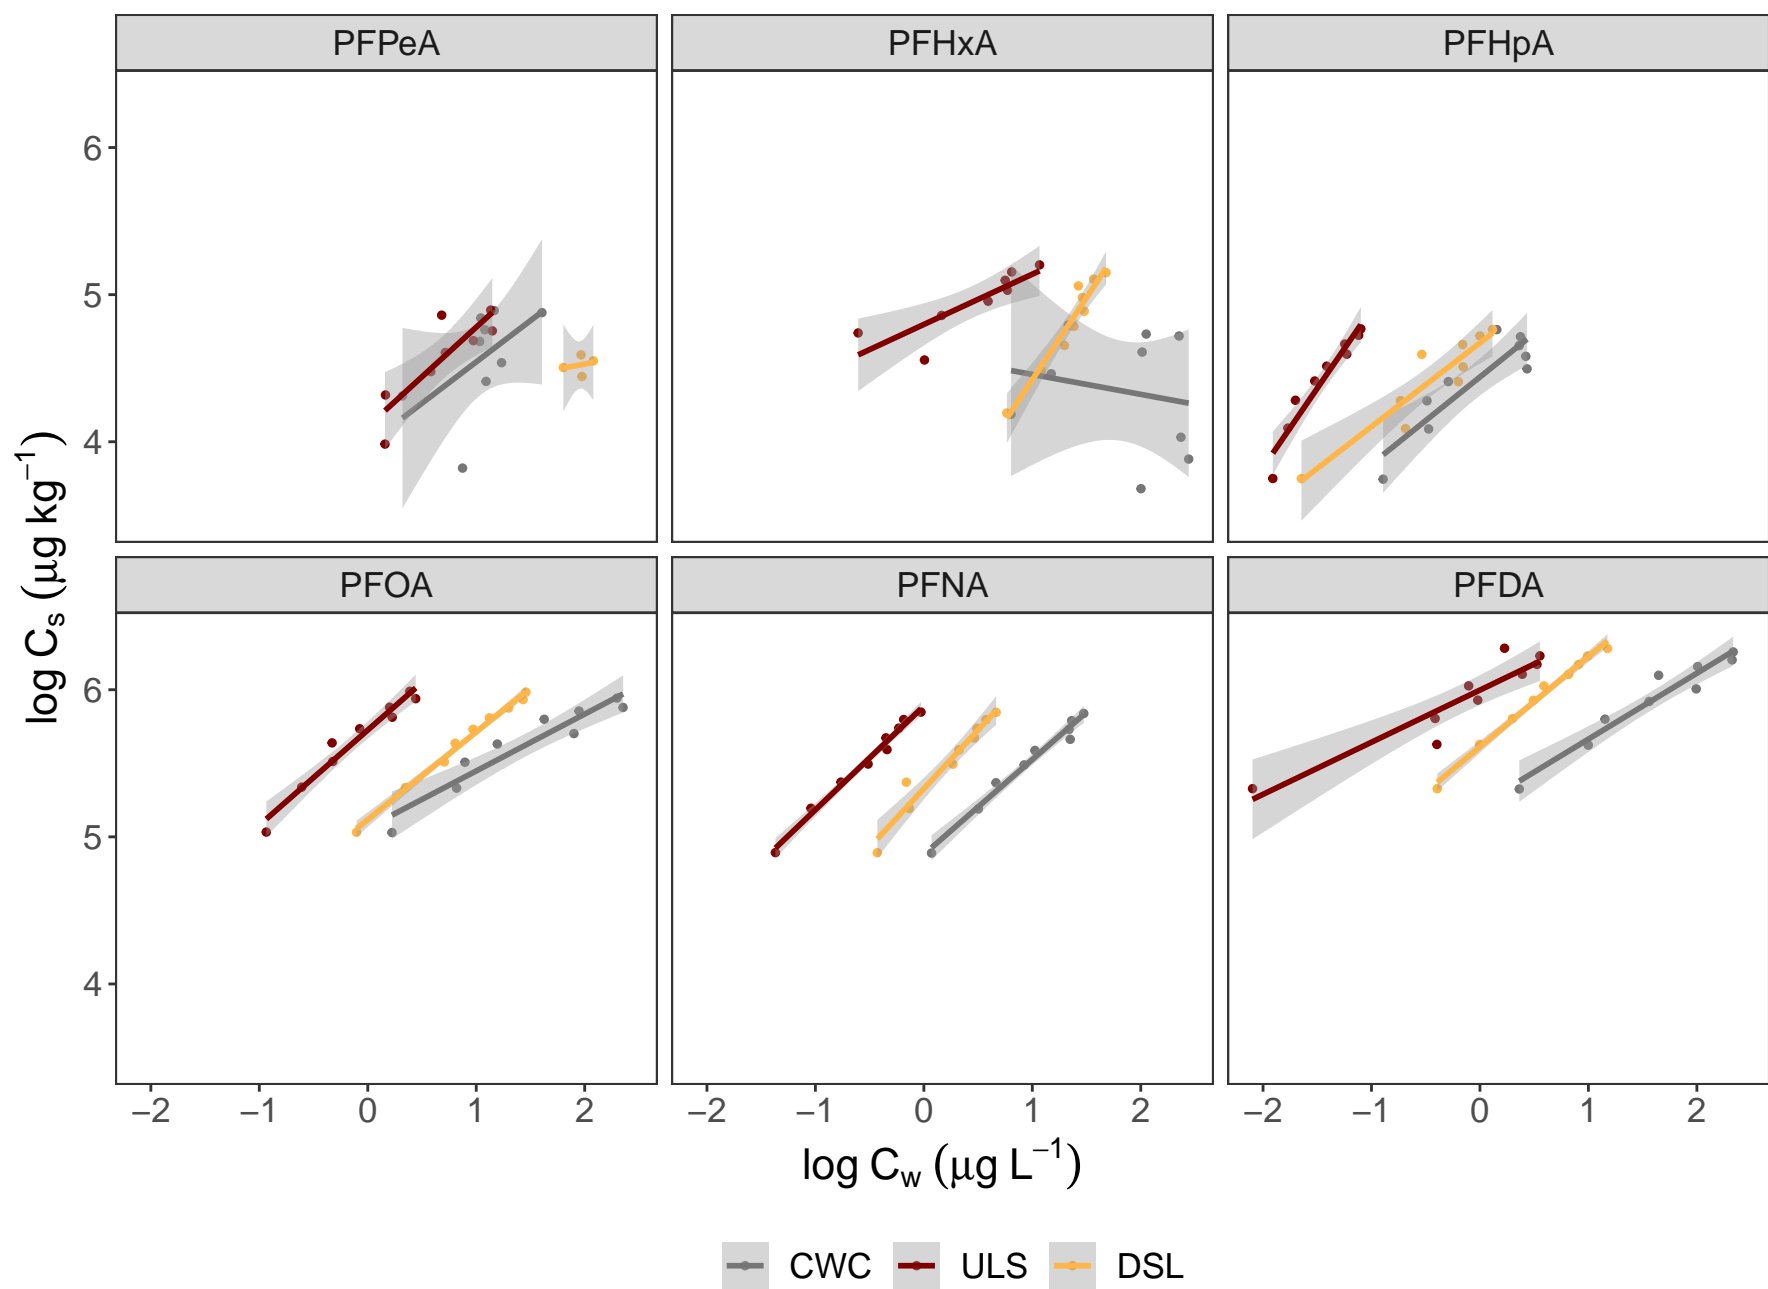 PFPeA PFHxA PFHpA
6
5
4
log Cₛ (μg kg⁻¹)
PFOA PFNA PFDA
6
5
4
−2 −1 0 1 2 −2 −1 0 1 2 −2 −1 0 1 2
log C_w (μg L⁻¹)
CWC ULS DSL